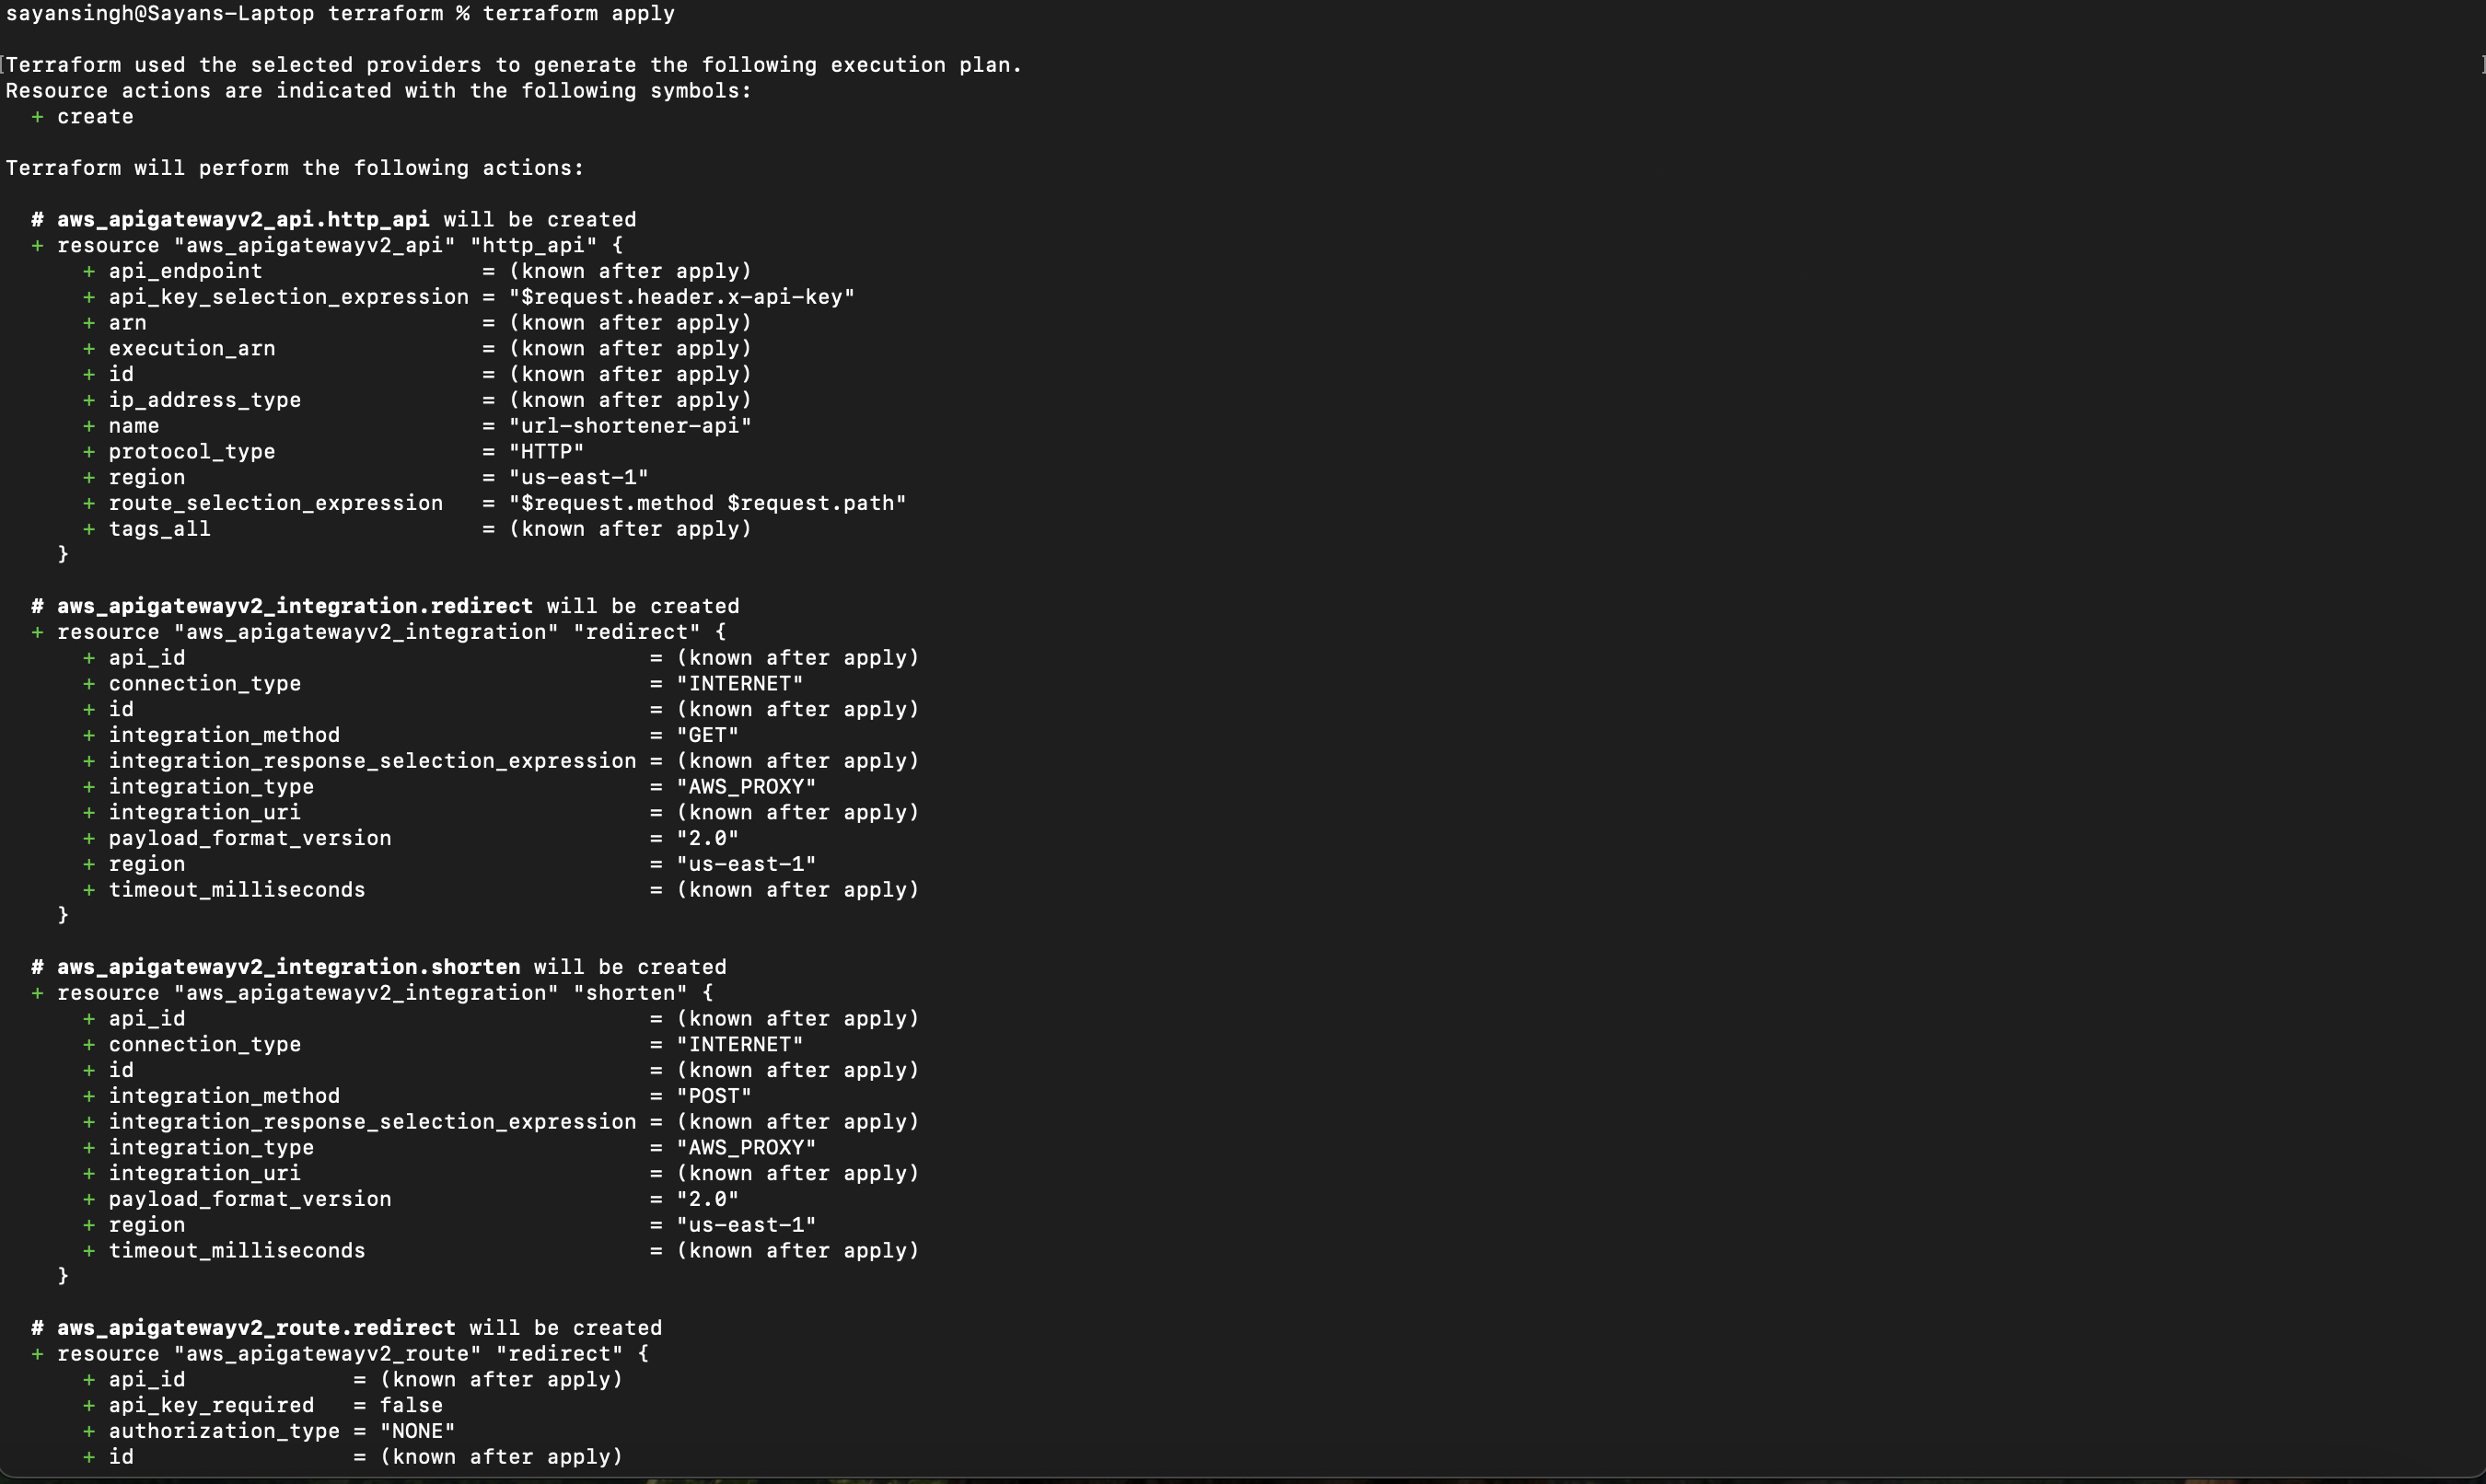 sayansingh@Sayans-Laptop terraform % terraform apply
[Terraform used the selected providers to generate the following execution plan. ]
Resource actions are indicated with the following symbols:
  + create
Terraform will perform the following actions:
  # aws_apigatewayv2_api.http_api will be created
  + resource "aws_apigatewayv2_api" "http_api" {
      + api_endpoint                 = (known after apply)
      + api_key_selection_expression = "$request.header.x-api-key"
      + arn                          = (known after apply)
      + execution_arn                = (known after apply)
      + id                           = (known after apply)
      + ip_address_type              = (known after apply)
      + name                         = "url-shortener-api"
      + protocol_type                = "HTTP"
      + region                       = "us-east-1"
      + route_selection_expression   = "$request.method $request.path"
      + tags_all                     = (known after apply)
    }
  # aws_apigatewayv2_integration.redirect will be created
  + resource "aws_apigatewayv2_integration" "redirect" {
      + api_id                                    = (known after apply)
      + connection_type                           = "INTERNET"
      + id                                        = (known after apply)
      + integration_method                        = "GET"
      + integration_response_selection_expression = (known after apply)
      + integration_type                          = "AWS_PROXY"
      + integration_uri                           = (known after apply)
      + payload_format_version                    = "2.0"
      + region                                    = "us-east-1"
      + timeout_milliseconds                      = (known after apply)
    }
  # aws_apigatewayv2_integration.shorten will be created
  + resource "aws_apigatewayv2_integration" "shorten" {
      + api_id                                    = (known after apply)
      + connection_type                           = "INTERNET"
      + id                                        = (known after apply)
      + integration_method                        = "POST"
      + integration_response_selection_expression = (known after apply)
      + integration_type                          = "AWS_PROXY"
      + integration_uri                           = (known after apply)
      + payload_format_version                    = "2.0"
      + region                                    = "us-east-1"
      + timeout_milliseconds                      = (known after apply)
    }
  # aws_apigatewayv2_route.redirect will be created
  + resource "aws_apigatewayv2_route" "redirect" {
      + api_id             = (known after apply)
      + api_key_required   = false
      + authorization_type = "NONE"
      + id                 = (known after apply)